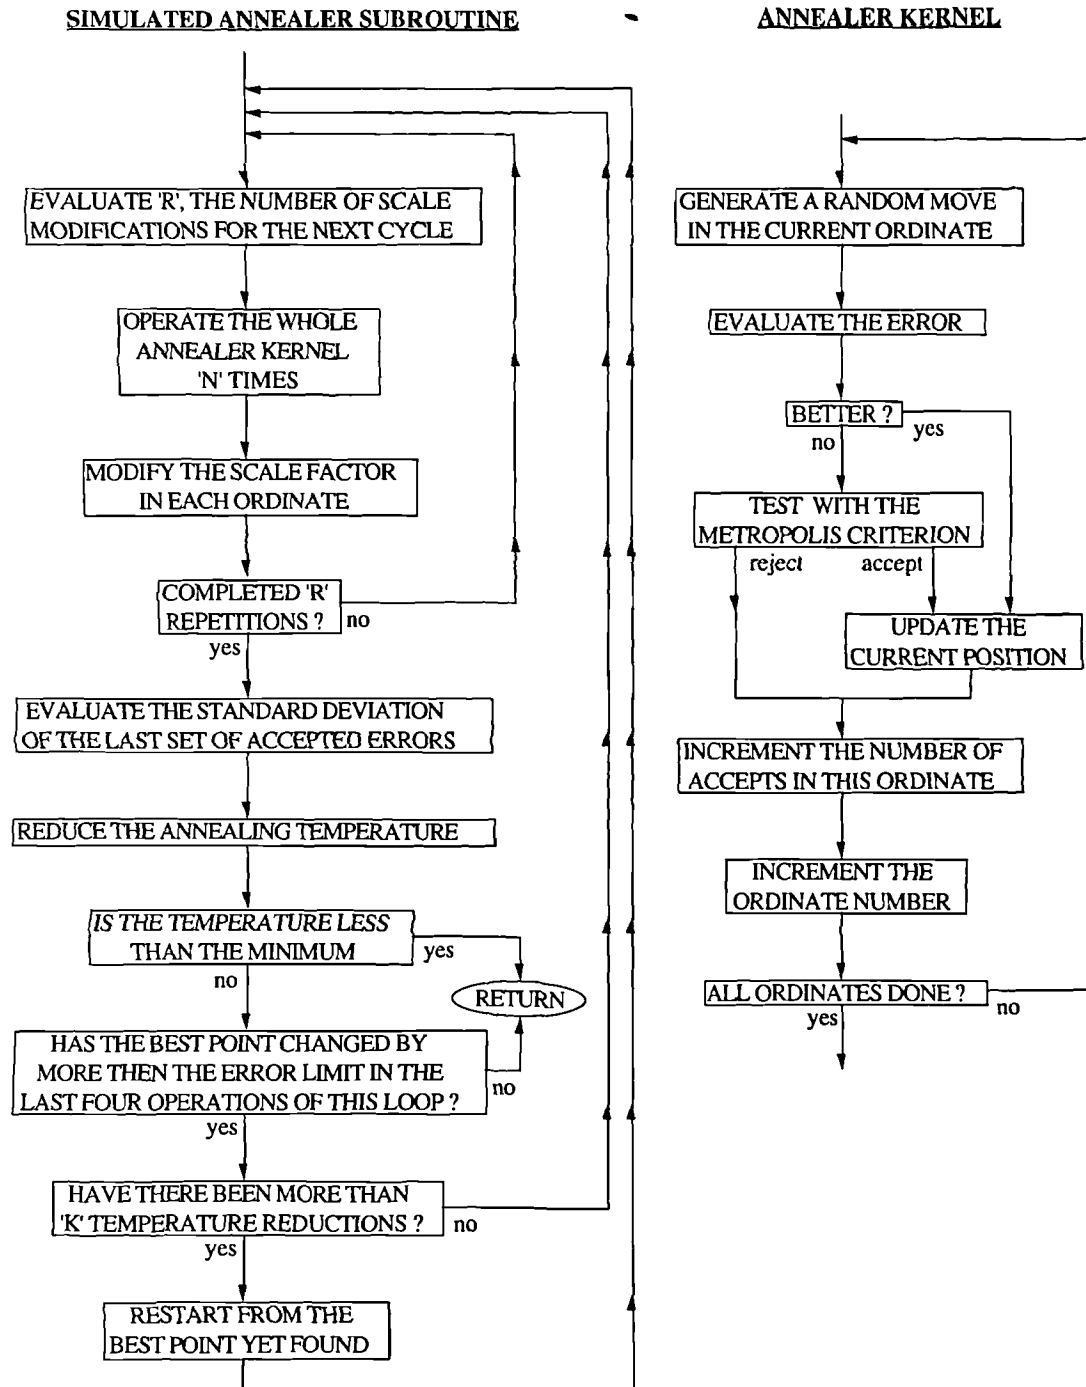 SIMULATED ANNEALER SUBROUTINE
EVALUATE 'R', THE NUMBER OF SCALE
MODIFICATIONS FOR THE NEXT CYCLE
OPERATE THE WHOLE
ANNEALER KERNEL
'N' TIMES
MODIFY THE SCALE FACTOR
IN EACH ORDINATE
COMPLETED 'R'
REPETITIONS ?
no
yes
EVALUATE THE STANDARD DEVIATION
OF THE LAST SET OF ACCEPTED ERRORS
REDUCE THE ANNEALING TEMPERATURE
IS THE TEMPERATURE LESS
THAN THE MINIMUM
yes
no
RETURN
HAS THE BEST POINT CHANGED BY
MORE THEN THE ERROR LIMIT IN THE
LAST FOUR OPERATIONS OF THIS LOOP ?
no
yes
HAVE THERE BEEN MORE THAN
'K' TEMPERATURE REDUCTIONS ?
no
yes
RESTART FROM THE
BEST POINT YET FOUND
ANNEALER KERNEL
GENERATE A RANDOM MOVE
IN THE CURRENT ORDINATE
EVALUATE THE ERROR
BETTER ?
yes
no
TEST WITH THE
METROPOLIS CRITERION
reject accept
UPDATE THE
CURRENT POSITION
INCREMENT THE NUMBER OF
ACCEPTS IN THIS ORDINATE
INCREMENT THE
ORDINATE NUMBER
ALL ORDINATES DONE ?
no
yes